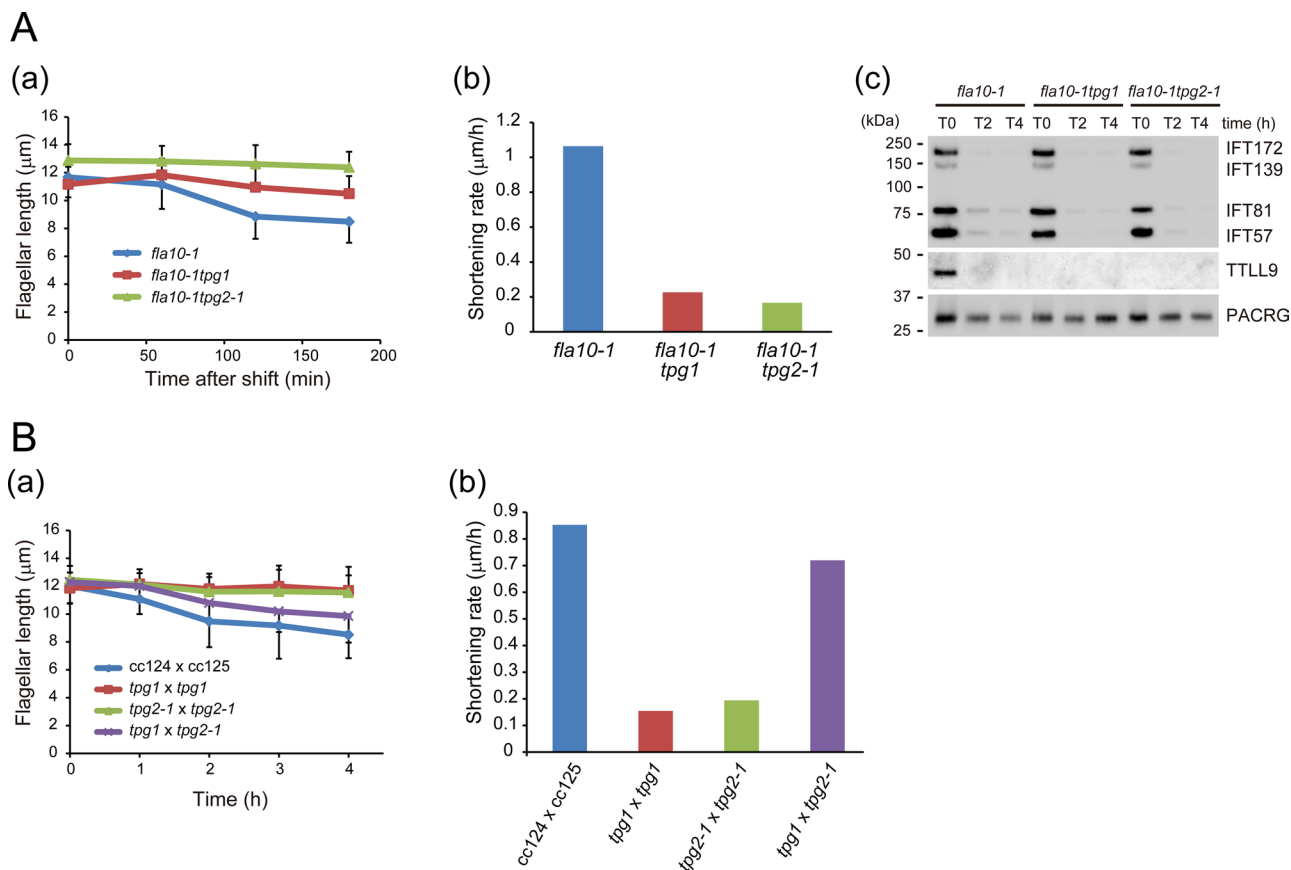 A
(a)
Flagellar length (μm)
16
14
12
10
8
6
4
2
0
fla10-1
fla10-1tpg1
fla10-1tpg2-1
0 50 100 150 200
Time after shift (min)
(b)
Shortening rate (μm/h)
1.2
1
0.8
0.6
0.4
0.2
0
fla10-1
fla10-1 tpg1
fla10-1 tpg2-1
(c)
fla10-1 fla10-1tpg1 fla10-1tpg2-1
(kDa) T0 T2 T4 T0 T2 T4 T0 T2 T4 time (h)
250
150
100
75
50
37
25
IFT172
IFT139
IFT81
IFT57
TTLL9
PACRG
B
(a)
Flagellar length (μm)
16
14
12
10
8
6
4
2
0
cc124 x cc125
tpg1 x tpg1
tpg2-1 x tpg2-1
tpg1 x tpg2-1
0 1 2 3 4
Time (h)
(b)
Shortening rate (μm/h)
0.9
0.8
0.7
0.6
0.5
0.4
0.3
0.2
0.1
0
cc124 x cc125
tpg1 x tpg1
tpg2-1 x tpg2-1
tpg1 x tpg2-1